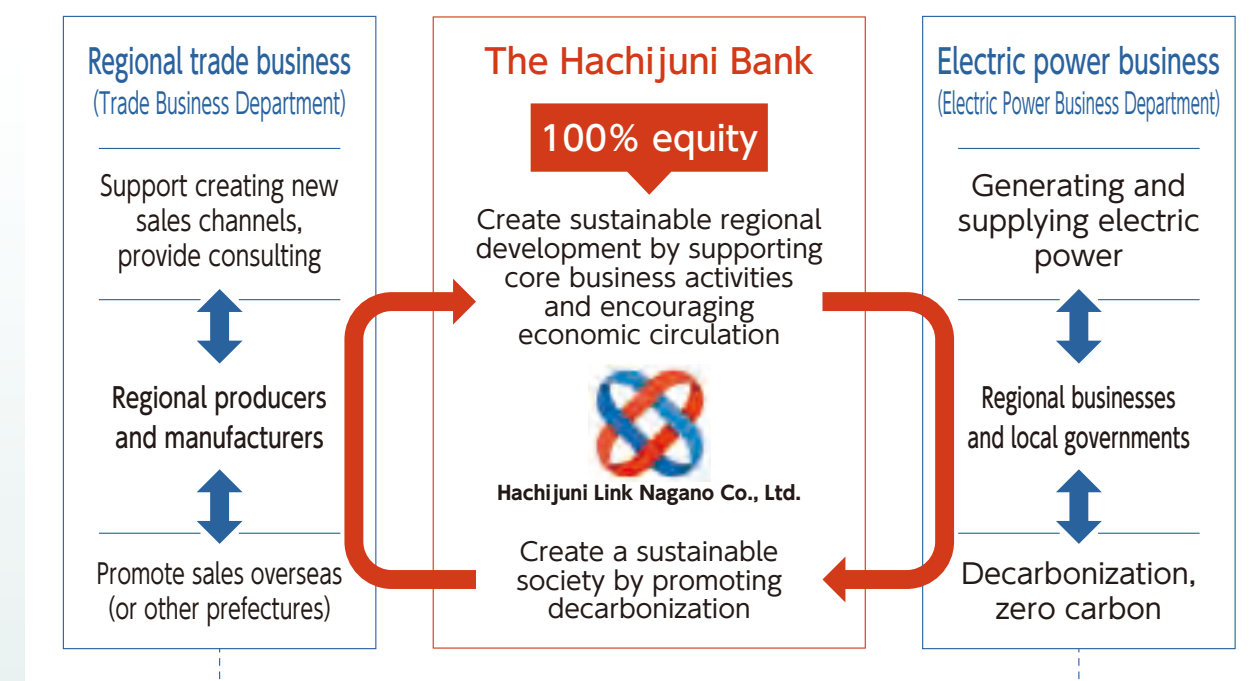 Regional trade business
(Trade Business Department)
Support creating new
sales channels,
provide consulting
Regional producers
and manufacturers
Promote sales overseas
(or other prefectures)
The Hachijuni Bank
100% equity
Create sustainable regional
development by supporting
core business activities
and encouraging
economic circulation
Hachijuni Link Nagano Co., Ltd.
Create a sustainable
society by promoting
decarbonization
Electric power business
(Electric Power Business Department)
Generating and
supplying electric
power
Regional businesses
and local governments
Decarbonization,
zero carbon